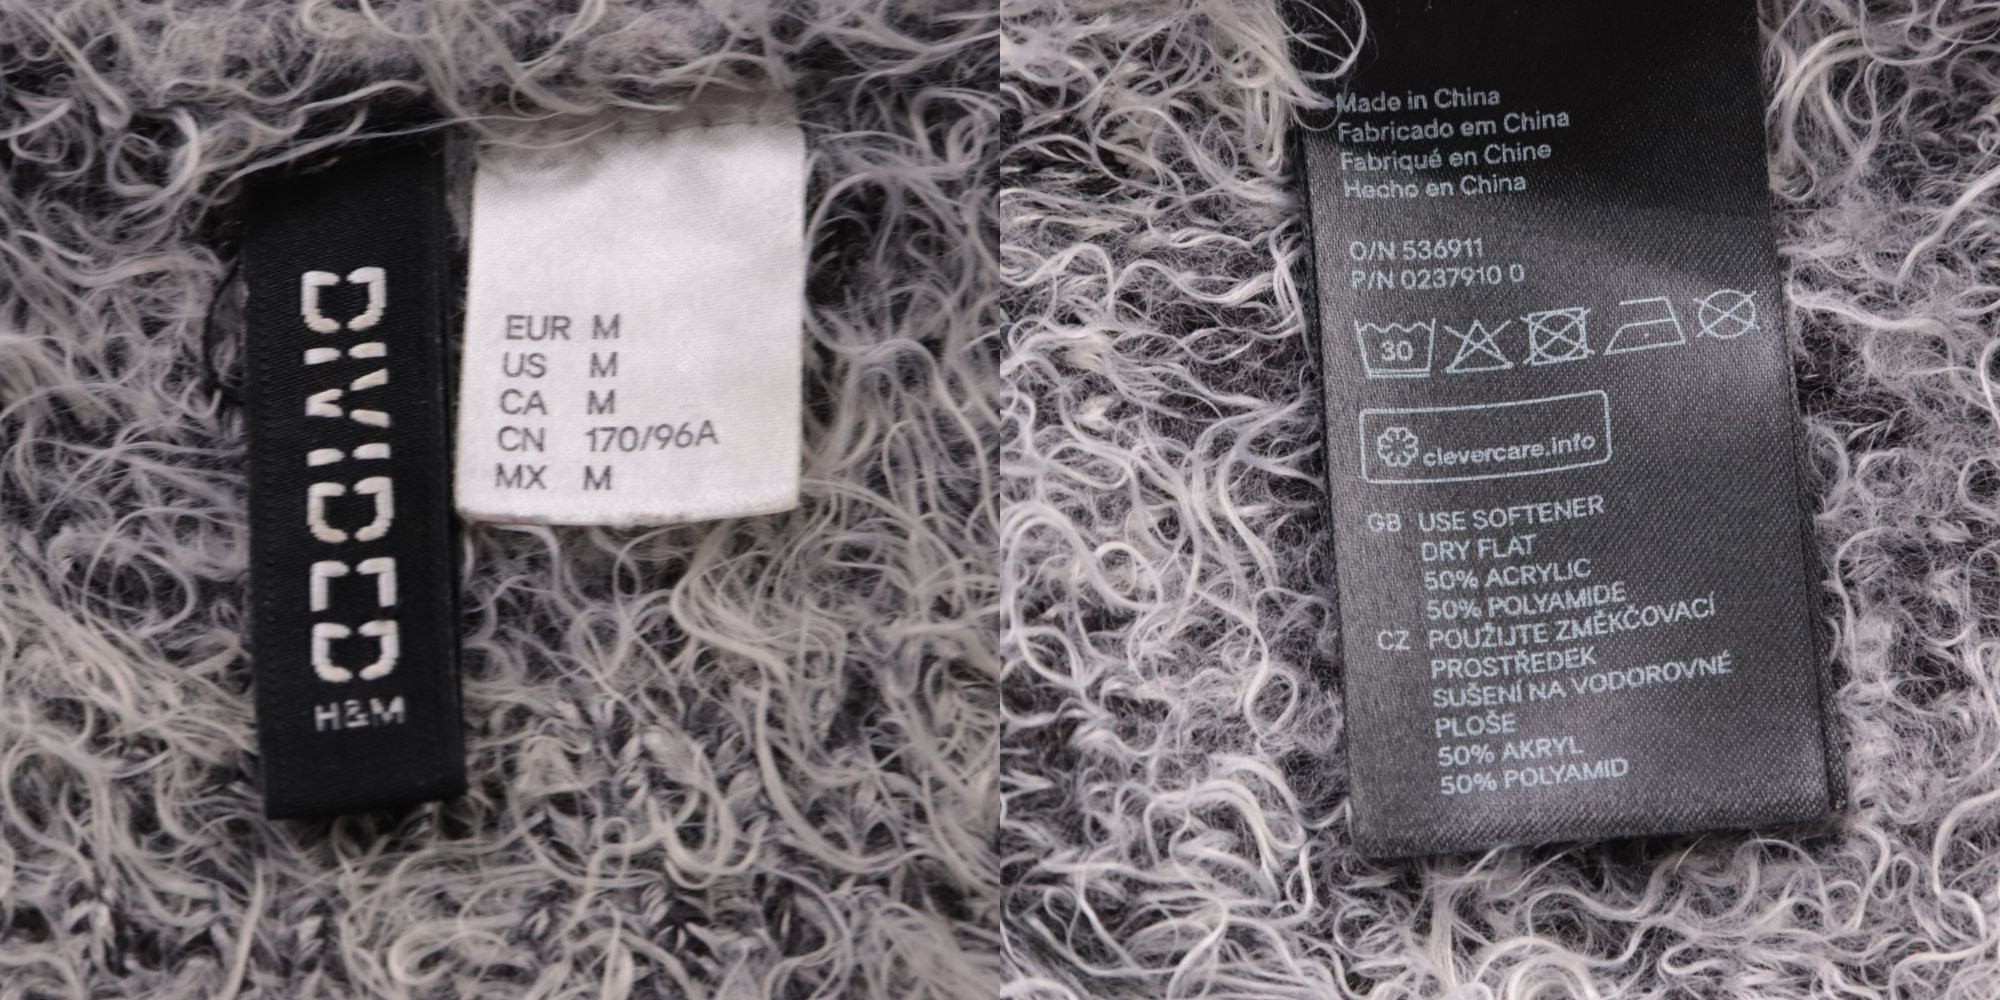 DIVIDED
H&M
EUR M
US M
CA M
CN 170/96A
MX M
Made in China
Fabricado em China
Fabriqué en Chine
Hecho en China
O/N 536911
P/N 0237910 0
30
clevercare.info
GB USE SOFTENER
DRY FLAT
50% ACRYLIC
50% POLYAMIDE
CZ POUŽIJTE ZMĚKČOVACÍ
PROSTŘEDEK
SUŠENÍ NA VODOROVNÉ
PLOŠE
50% AKRYL
50% POLYAMID